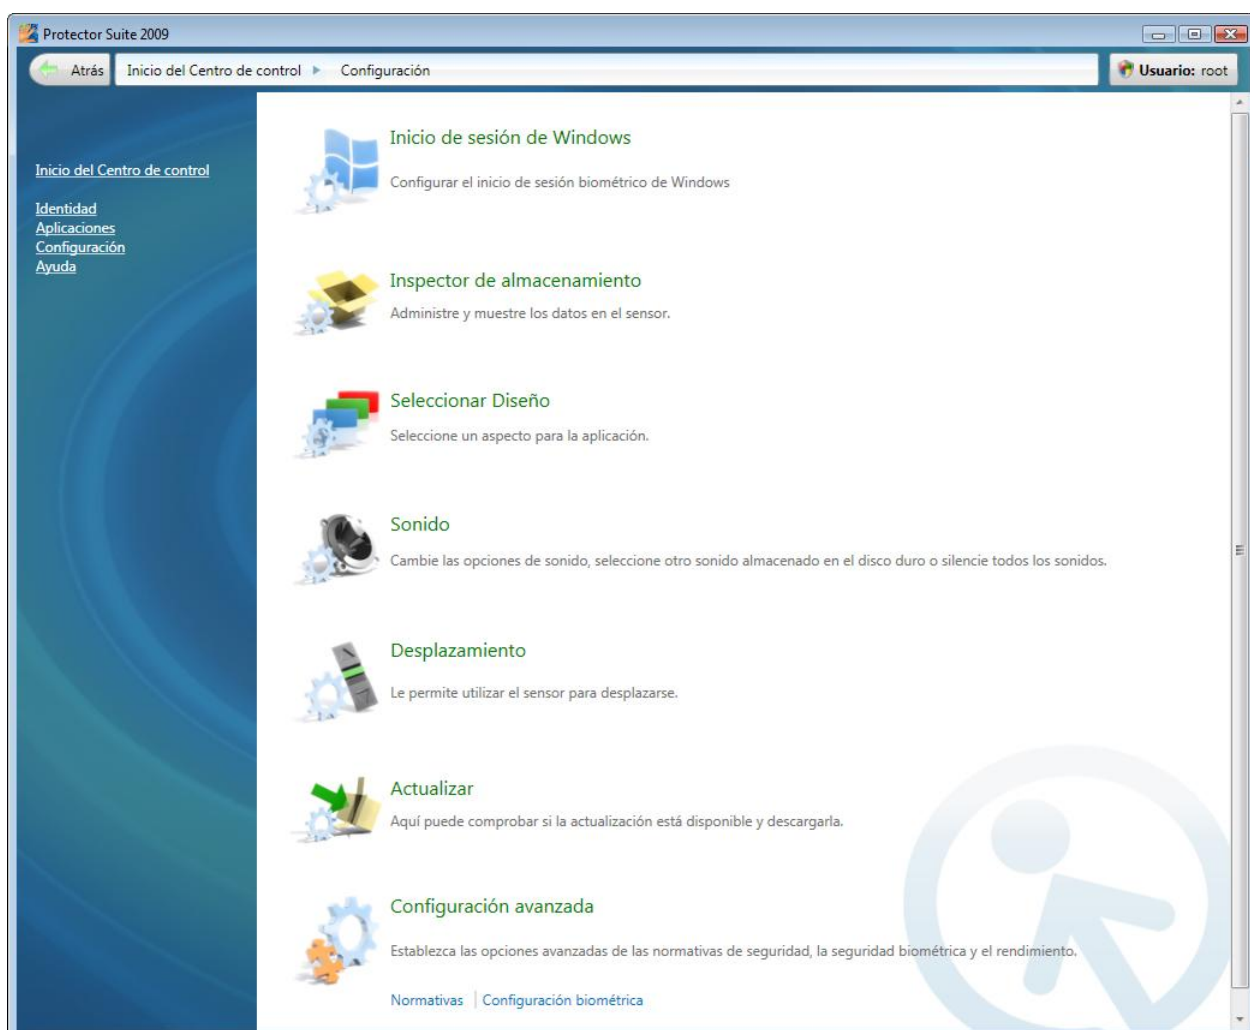 Protector Suite 2009
Atrás
Inicio del Centro de control
Configuración
Usuario: root
Inicio del Centro de control
Identidad
Aplicaciones
Configuración
Ayuda
Inicio de sesión de Windows
Configurar el inicio de sesión biométrico de Windows
Inspector de almacenamiento
Administre y muestre los datos en el sensor.
Seleccionar Diseño
Seleccione un aspecto para la aplicación.
Sonido
Cambie las opciones de sonido, seleccione otro sonido almacenado en el disco duro o silencie todos los sonidos.
Desplazamiento
Le permite utilizar el sensor para desplazarse.
Actualizar
Aquí puede comprobar si la actualización está disponible y descargarla.
Configuración avanzada
Establezca las opciones avanzadas de las normativas de seguridad, la seguridad biométrica y el rendimiento.
Normativas | Configuración biométrica